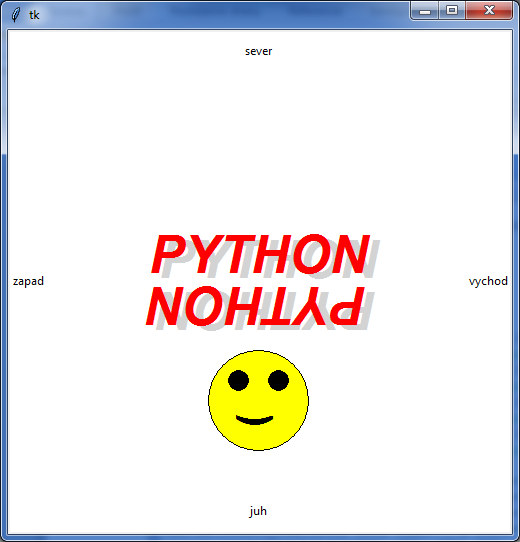 tk
sever
PYTHON
zapad
vychod
PYTHON
juh